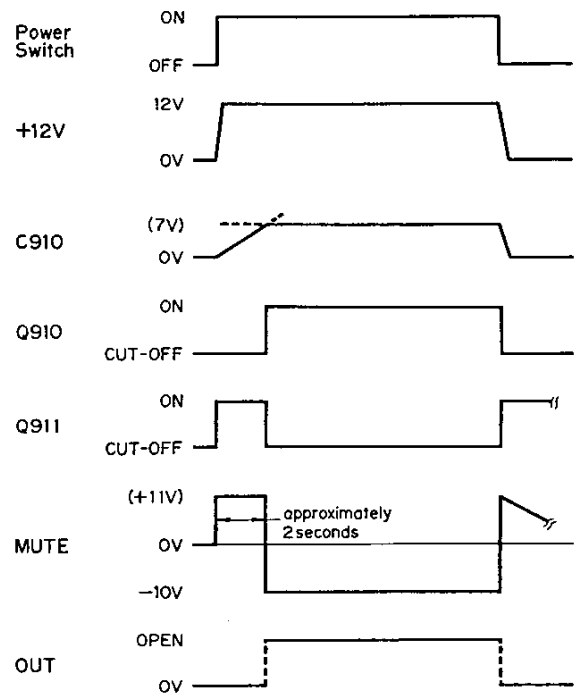 Power
Switch
ON
OFF
+12V
12V
0V
C910
(7V)
0V
Q910
ON
CUT-OFF
Q911
ON
CUT-OFF
MUTE
(+11V)
approximately
2 seconds
0V
-10V
OUT
OPEN
0V